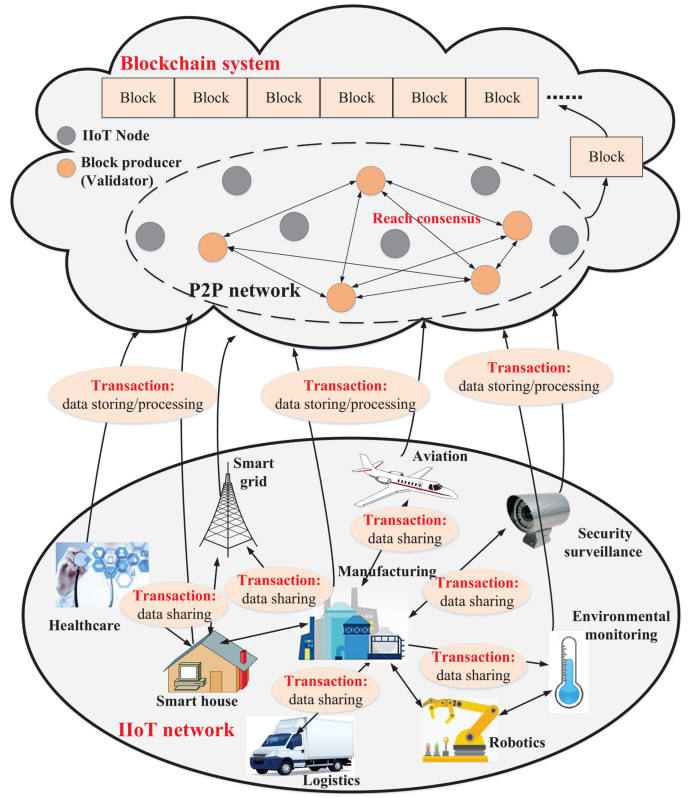 Blockchain system
Block Block Block Block Block Block ......
IIoT Node
Block producer
(Validator)
Block
Reach consensus
P2P network
Transaction:
data storing/processing
Transaction:
data storing/processing
Transaction:
data storing/processing
Smart
grid
Aviation
Security
surveillance
Transaction:
data sharing
Manufacturing
Transaction:
data sharing
Transaction:
data sharing
Transaction:
data sharing
Healthcare
Environmental
monitoring
Transaction:
data sharing
Smart house
Transaction:
data sharing
IIoT network
Robotics
Logistics